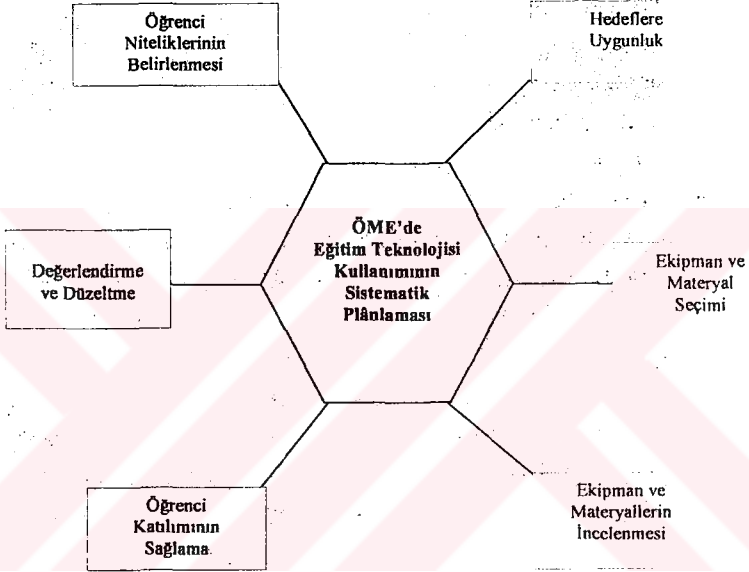 Öğrenci
Niteliklerinin
Belirlenmesi
Hedeflere
Uygunluk
ÖME'de
Eğitim Teknolojisi
Kullanımının
Sistematik
Plânlaması
Değerlendirme
ve Düzeltme
Ekipman ve
Materyal
Seçimi
Öğrenci
Katılımının
Sağlama
Ekipman ve
Materyallerin
İncelenmesi